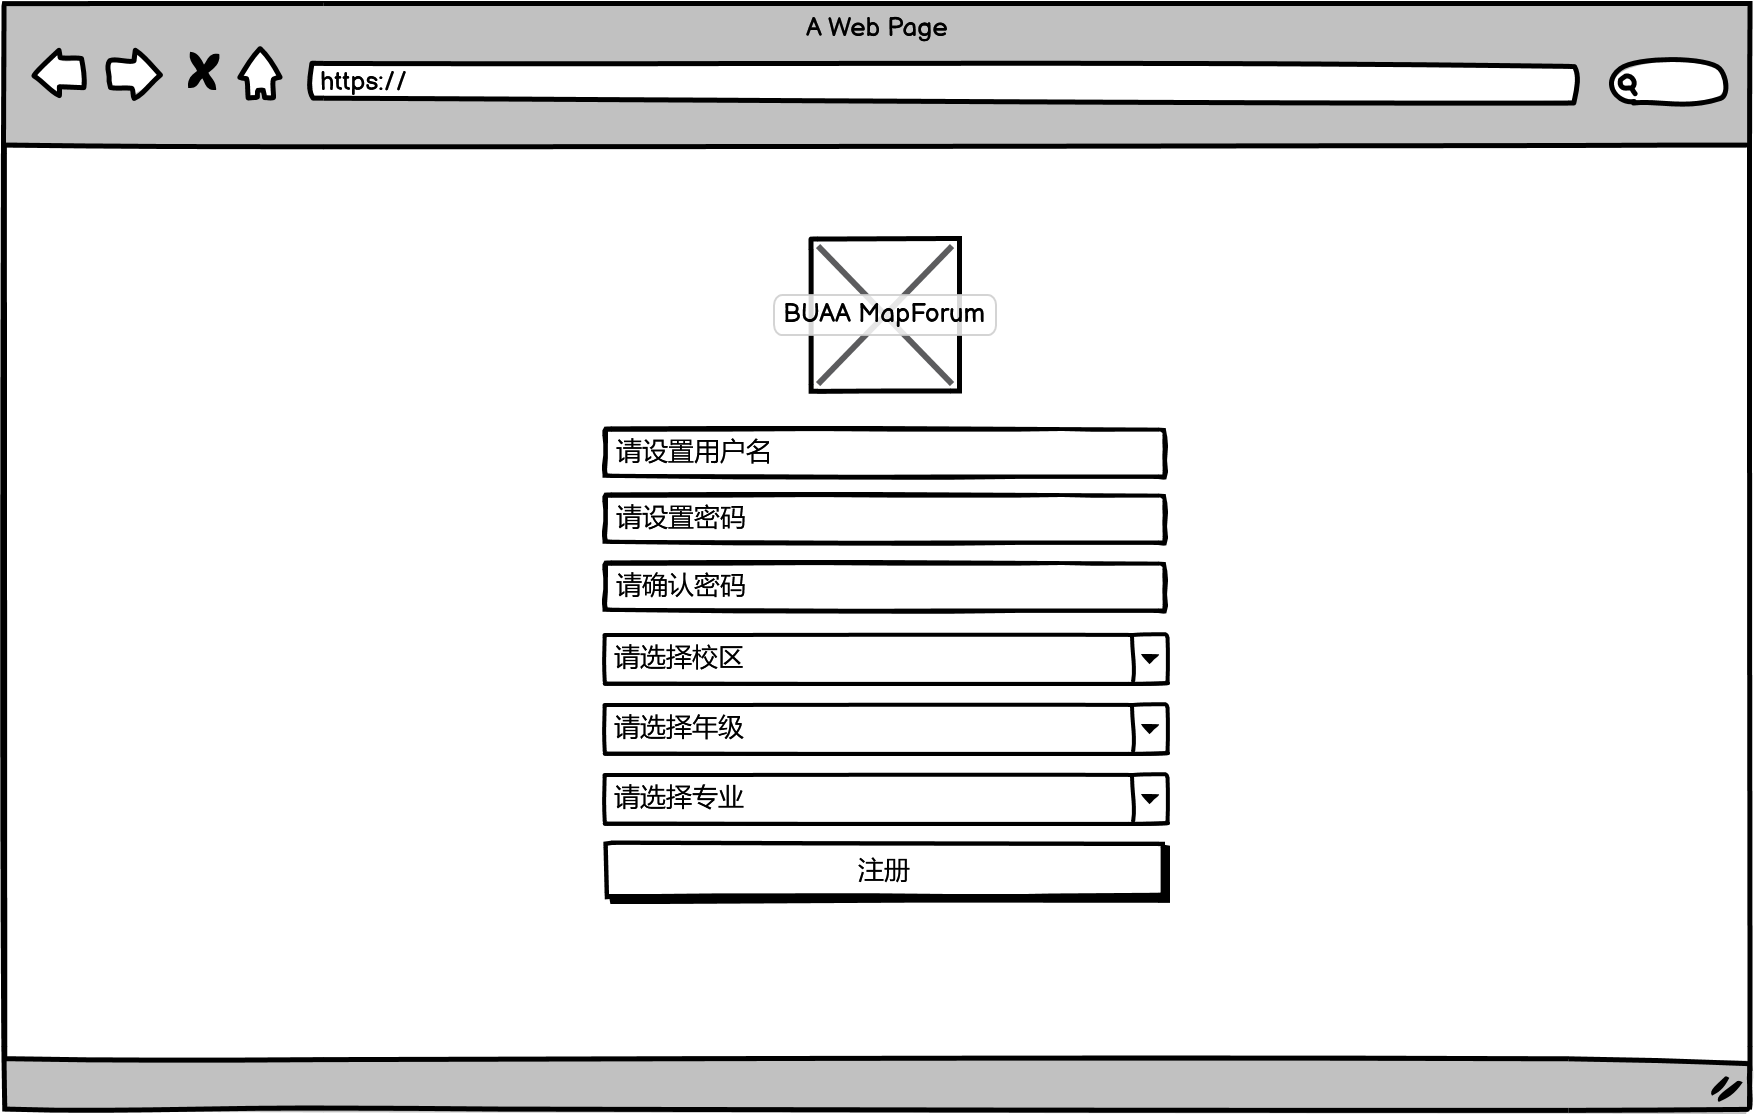 A Web Page
https://
BUAA MapForum
请设置用户名
请设置密码
请确认密码
请选择校区
请选择年级
请选择专业
注册